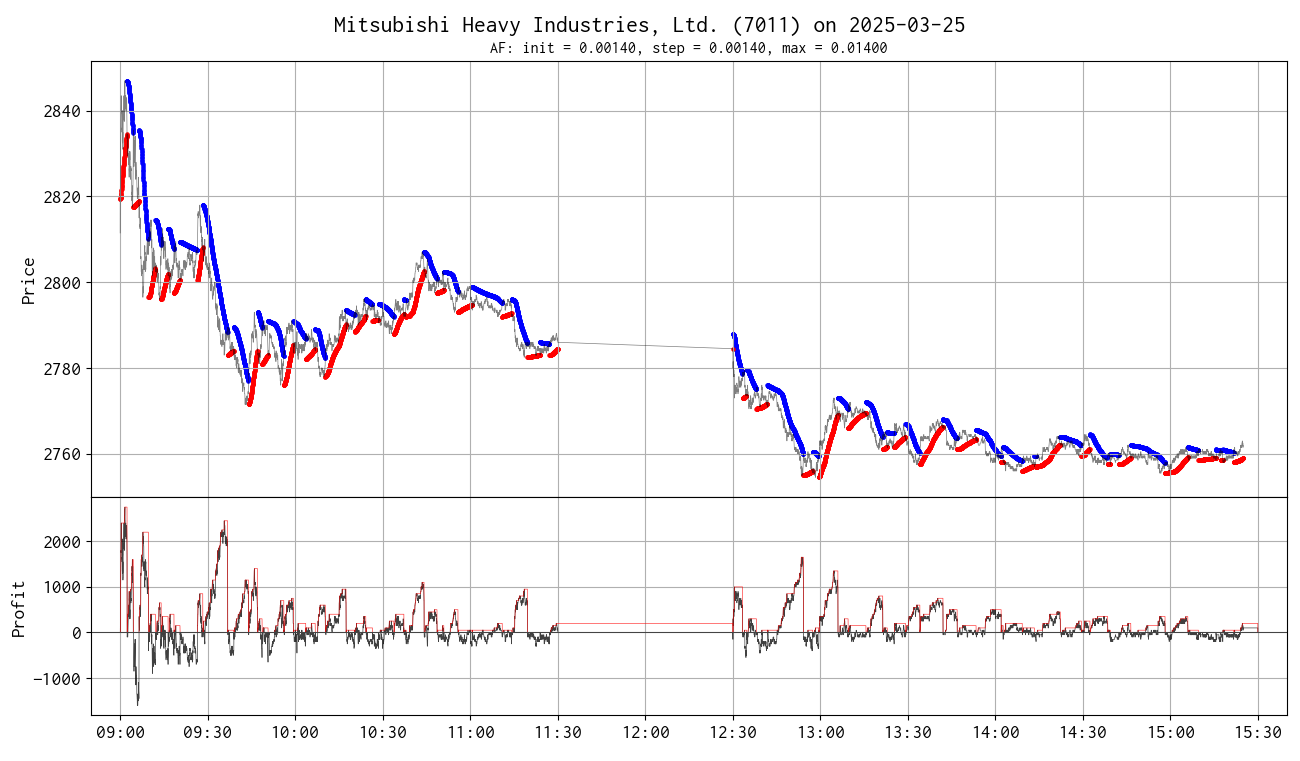 Mitsubishi Heavy Industries, Ltd. (7011) on 2025-03-25
AF: init = 0.00140, step = 0.00140, max = 0.01400
Price
2840
2820
2800
2780
2760
Profit
2000
1000
0
−1000
09:00 09:30 10:00 10:30 11:00 11:30 12:00 12:30 13:00 13:30 14:00 14:30 15:00 15:30